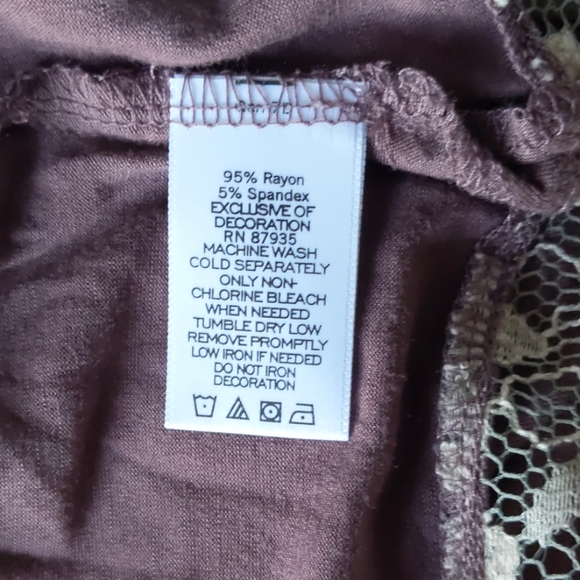 95% Rayon
5% Spandex
EXCLUSIVE OF
DECORATION
RN 87935
MACHINE WASH
COLD SEPARATELY
ONLY NON-
CHLORINE BLEACH
WHEN NEEDED
TUMBLE DRY LOW
REMOVE PROMPTLY
LOW IRON IF NEEDED
DO NOT IRON
DECORATION